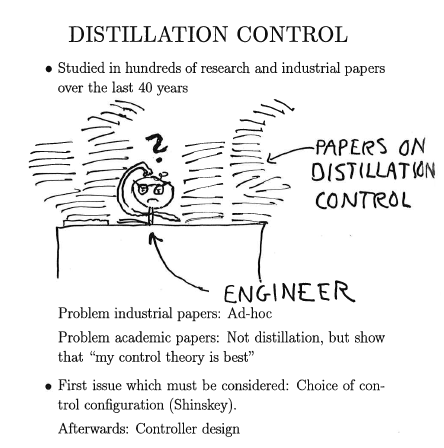 DISTILLATION CONTROL
• Studied in hundreds of research and industrial papers
over the last 40 years
?
PAPERS ON
DISTILLATION
CONTROL
ENGINEER
Problem industrial papers: Ad-hoc
Problem academic papers: Not distillation, but show
that “my control theory is best”
• First issue which must be considered: Choice of con-
trol configuration (Shinskey).
Afterwards: Controller design